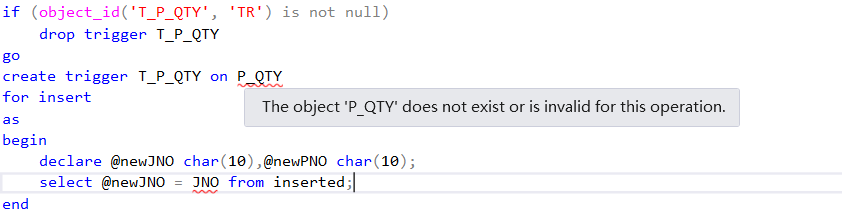 if (object_id('T_P_QTY', 'TR') is not null)
    drop trigger T_P_QTY
go
create trigger T_P_QTY on P_QTY
for insert
The object 'P_QTY' does not exist or is invalid for this operation.
as
begin
    declare @newJNO char(10),@newPNO char(10);
    select @newJNO = JNO from inserted;
end